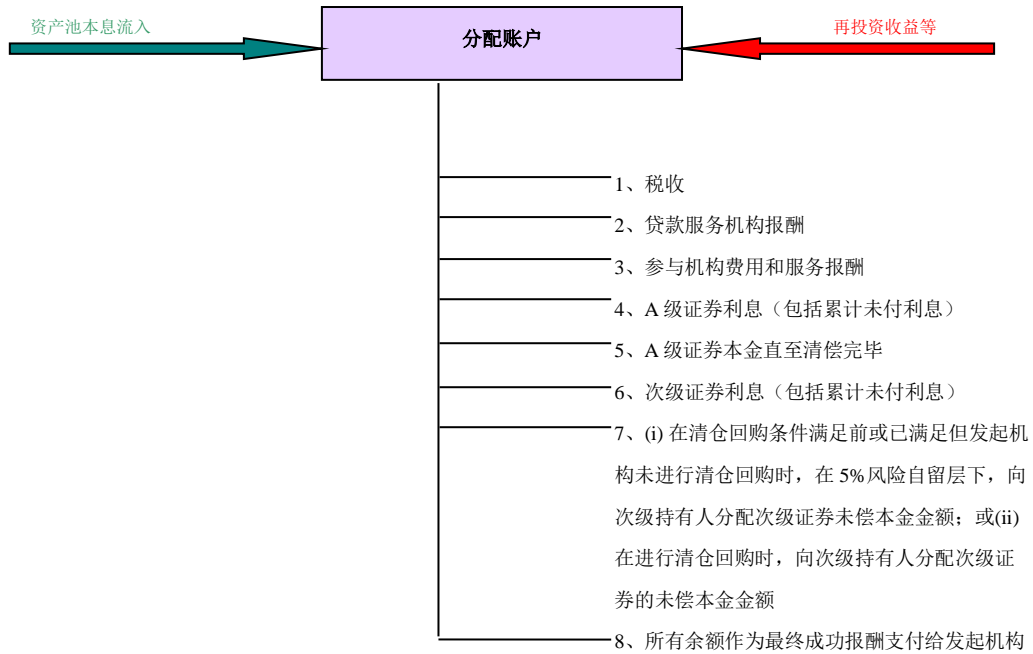 资产池本息流入
分配账户
再投资收益等
1、税收
2、贷款服务机构报酬
3、参与机构费用和服务报酬
4、A 级证券利息（包括累计未付利息）
5、A 级证券本金直至清偿完毕
6、次级证券利息（包括累计未付利息）
7、(i) 在清仓回购条件满足前或已满足但发起机
构未进行清仓回购时，在 5%风险自留层下，向
次级持有人分配次级证券未偿本金金额；或(ii)
在进行清仓回购时，向次级持有人分配次级证
券的未偿本金金额
8、所有余额作为最终成功报酬支付给发起机构